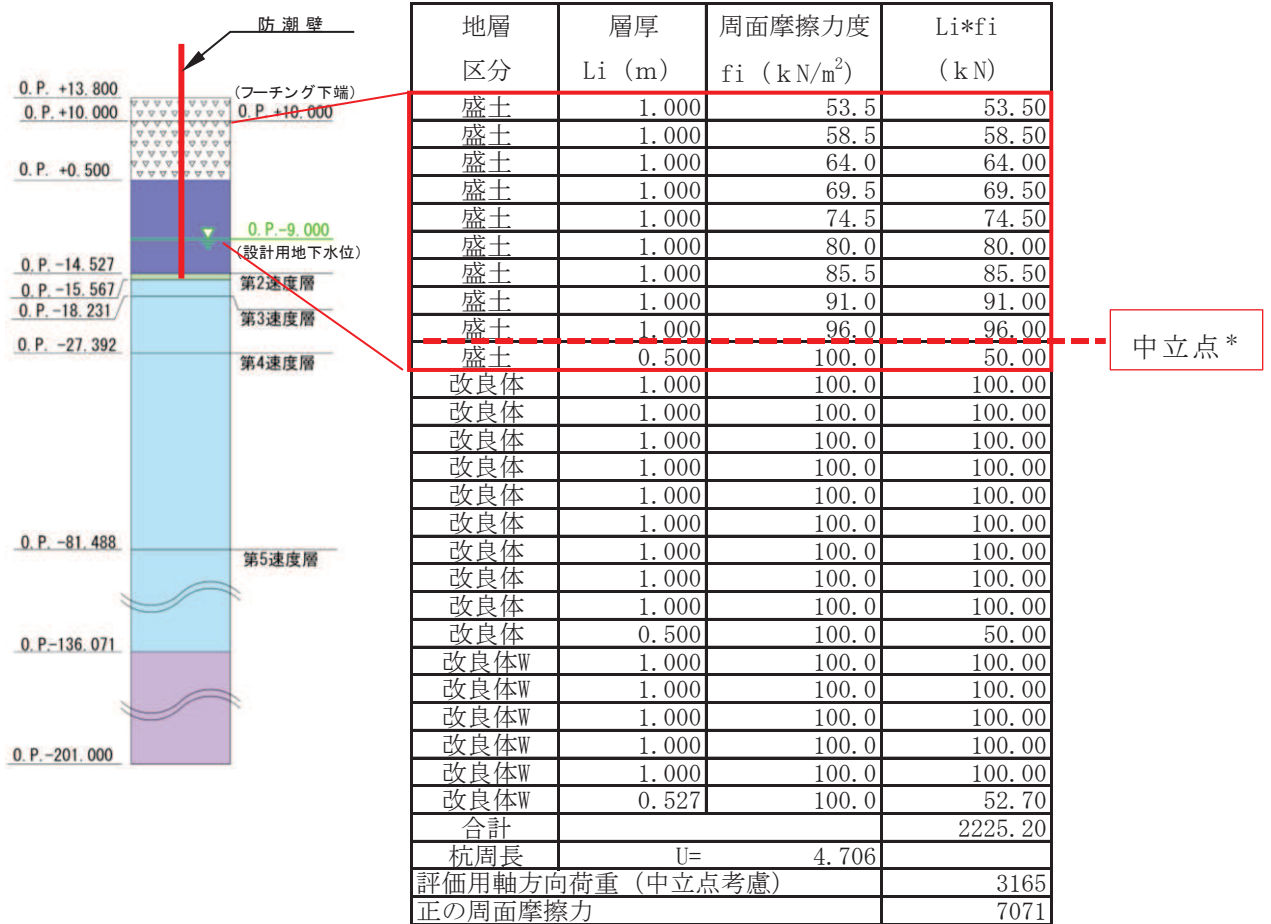 防潮壁
O.P. +13.800
(フーチング下端)
O.P. +10.000
O.P. +10.000
O.P. +0.500
O.P.-9.000
(設計用地下水位)
O.P. -14.527
第2速度層
O.P. -15.567
O.P. -18.231
第3速度層
O.P. -27.392
第4速度層
O.P. -81.488
第5速度層
O.P-136.071
O.P.-201.000
地層 層厚 周面摩擦力度 Li*fi
区分 Li (m) fi (kN/m²) (kN)
盛土 1.000 53.5 53.50
盛土 1.000 58.5 58.50
盛土 1.000 64.0 64.00
盛土 1.000 69.5 69.50
盛土 1.000 74.5 74.50
盛土 1.000 80.0 80.00
盛土 1.000 85.5 85.50
盛土 1.000 91.0 91.00
盛土 1.000 96.0 96.00
盛土 0.500 100.0 50.00
改良体 1.000 100.0 100.00
改良体 1.000 100.0 100.00
改良体 1.000 100.0 100.00
改良体 1.000 100.0 100.00
改良体 1.000 100.0 100.00
改良体 1.000 100.0 100.00
改良体 1.000 100.0 100.00
改良体 1.000 100.0 100.00
改良体 1.000 100.0 100.00
改良体 0.500 100.0 50.00
改良体W 1.000 100.0 100.00
改良体W 1.000 100.0 100.00
改良体W 1.000 100.0 100.00
改良体W 1.000 100.0 100.00
改良体W 1.000 100.0 100.00
改良体W 0.527 100.0 52.70
合計 2225.20
杭周長 U= 4.706
評価用軸方向荷重（中立点考慮） 3165
正の周面摩擦力 7071
中立点*